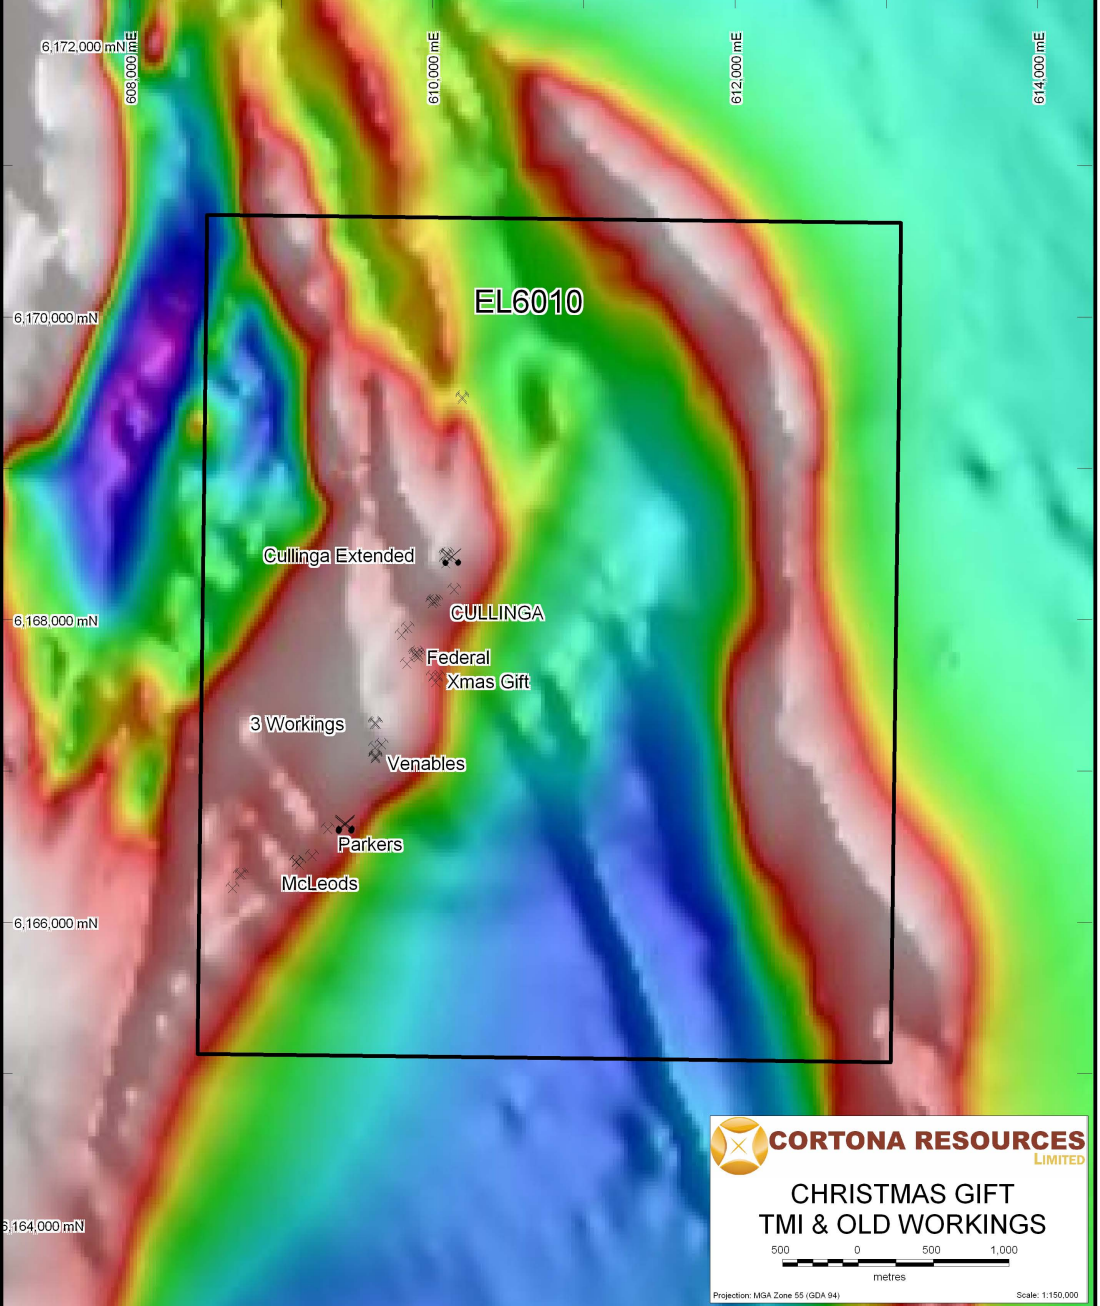 6,172,000 mN
608,000 mE
610,000 mE
612,000 mE
614,000 mE
EL6010
6,170,000 mN
Cullinga Extended
CULLINGA
6,168,000 mN
Federal
Xmas Gift
3 Workings
Venables
Parkers
McLeods
6,166,000 mN
6,164,000 mN
CORTONA RESOURCES
LIMITED
CHRISTMAS GIFT
TMI & OLD WORKINGS
500 0 500 1,000
metres
Projection: MGA Zone 55 (GDA 94) Scale: 1:150,000